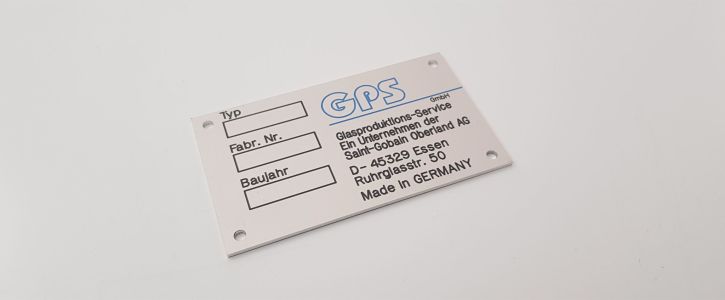 Typ
Fabr. Nr.
Baujahr
GPS
GmbH
Glasproduktions-Service
Ein Unternehmen der
Saint-Gobain Oberland AG
D- 45329 Essen
Ruhrglasstr. 50
Made in GERMANY